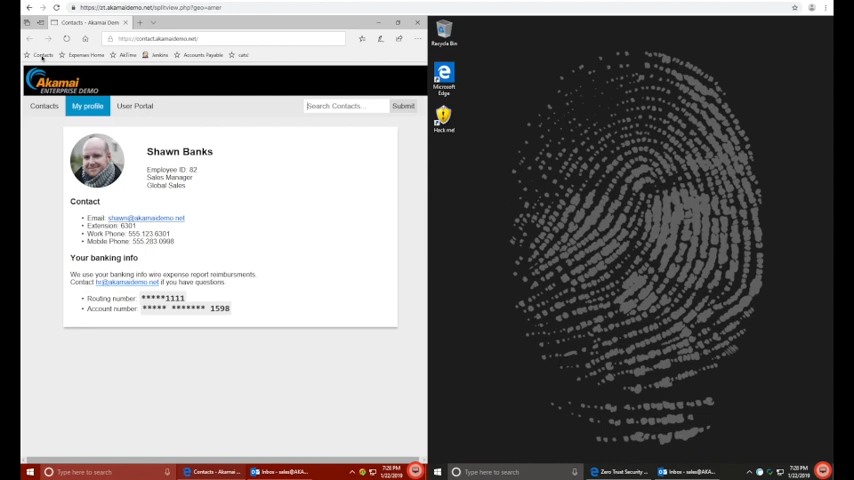 https://zt.akamaidemo.net/splitview.php?geo=amer
Contacts - Akamai Dem
https://contact.akamaidemo.net/
Contacts
Expenses Home
AkTime
Jenkins
Accounts Payable
cats!
Akamai
ENTERPRISE DEMO
Contacts
My profile
User Portal
Search Contacts...
Submit
Shawn Banks
Employee ID: 82
Sales Manager
Global Sales
Contact
• Email: shawn@akamaidemo.net
• Extension: 6301
• Work Phone: 555.123.6301
• Mobile Phone: 555.283.0998
Your banking info
We use your banking info wire expense report reimbursments.
Contact hr@akamaidemo.net if you have questions.
• Routing number: *****1111
• Account number: ***** ******* 1598
Type here to search
Contacts - Akamai ...
Inbox - sales@AKA...
7:28 PM
1/22/2019
Recycle Bin
Microsoft
Edge
Hack me!
Type here to search
Zero Trust Security ...
Inbox - sales@AKA...
7:28 PM
1/22/2019